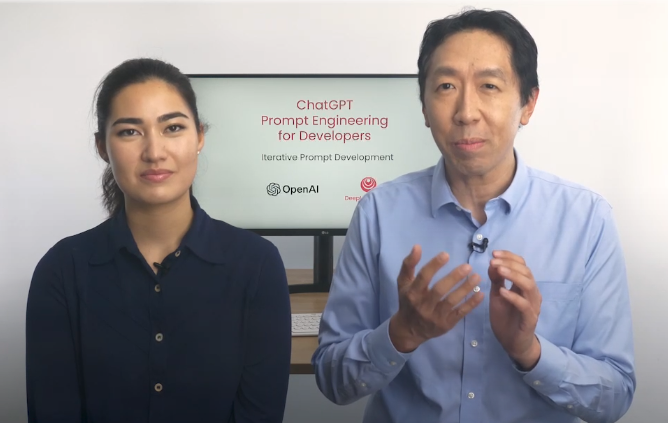 ChatGPT
Prompt Engineering
for Developers
Iterative Prompt Development
OpenAI